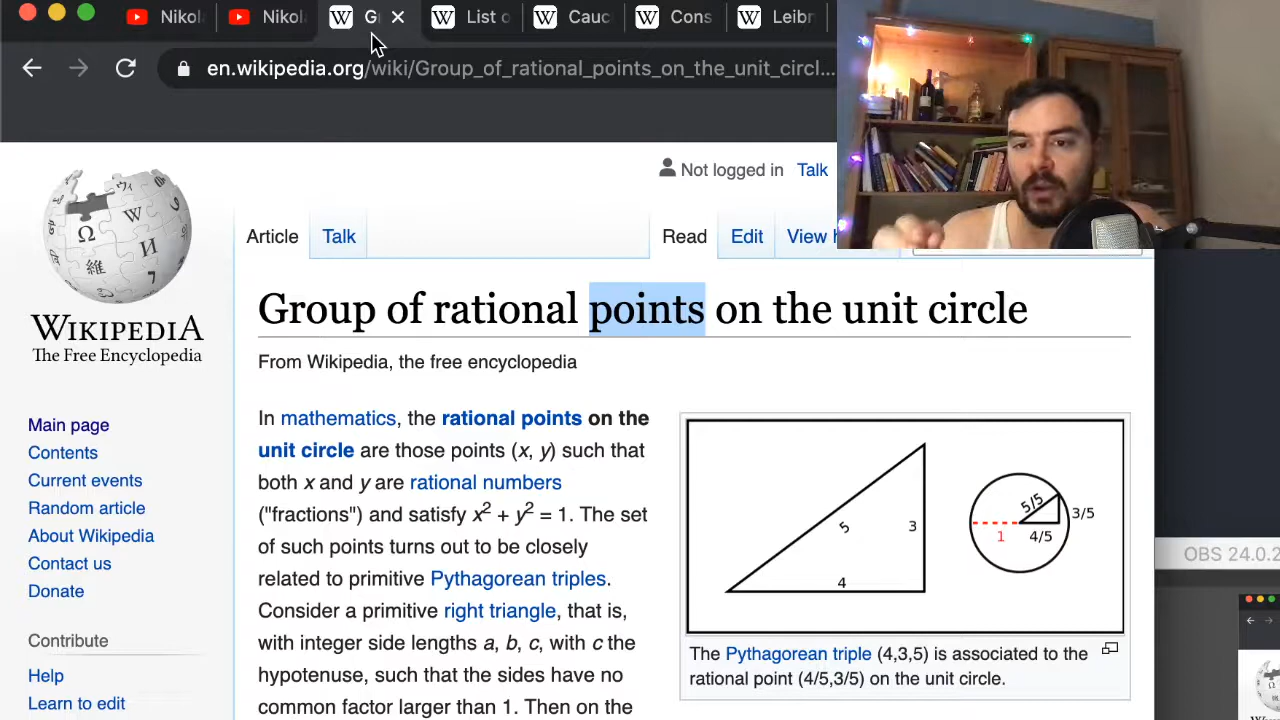 Nikol
Nikol
G
List o
Cauc
Cons
Leibr
en.wikipedia.org/wiki/Group_of_rational_points_on_the_unit_circl...
Not logged in Talk
Article Talk Read Edit View h
WIKIPEDIA
The Free Encyclopedia
Main page
Contents
Current events
Random article
About Wikipedia
Contact us
Donate
Contribute
Help
Learn to edit
Group of rational points on the unit circle
From Wikipedia, the free encyclopedia
In mathematics, the rational points on the
unit circle are those points (x, y) such that
both x and y are rational numbers
("fractions") and satisfy x² + y² = 1. The set
of such points turns out to be closely
related to primitive Pythagorean triples.
Consider a primitive right triangle, that is,
with integer side lengths a, b, c, with c the
hypotenuse, such that the sides have no
common factor larger than 1. Then on the
5
3
4
5/5
3/5
1
4/5
The Pythagorean triple (4,3,5) is associated to the
rational point (4/5,3/5) on the unit circle.
OBS 24.0.2